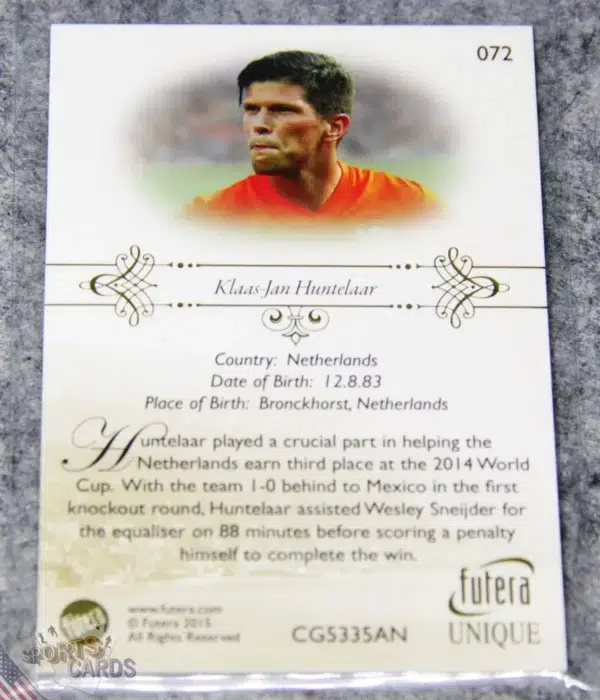 072
Klaas-Jan Huntelaar
Country: Netherlands
Date of Birth: 12.8.83
Place of Birth: Bronckhorst, Netherlands
Huntelaar played a crucial part in helping the
Netherlands earn third place at the 2014 World
Cup. With the team 1-0 behind to Mexico in the first
knockout round, Huntelaar assisted Wesley Sneijder for
the equaliser on 88 minutes before scoring a penalty
himself to complete the win.
futera
UNIQUE
www.futera.com
© Futera 2015
All Rights Reserved
CG5335AN
SPORTS
CARDS